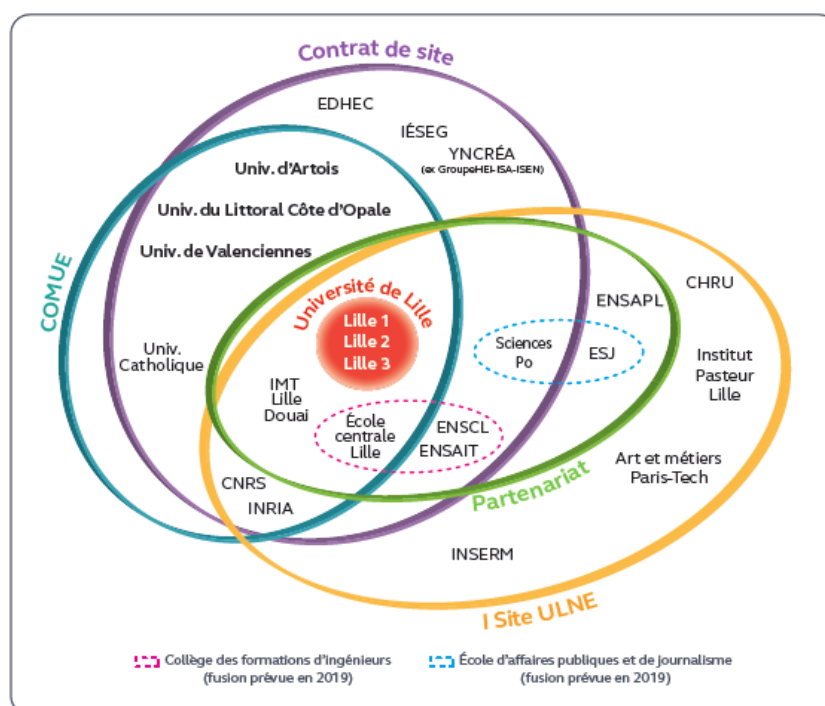 Contrat de site
EDHEC
IÉSEG
YNCRÉA
(ex GroupeHEI-ISA-ISEN)
Univ. d'Artois
Univ. du Littoral Côte d'Opale
Univ. de Valenciennes
COMUE
Université de Lille
Lille 1
Lille 2
Lille 3
CHRU
ENSAPL
Sciences
Po
ESJ
Institut
Pasteur
Lille
Univ.
Catholique
IMT
Lille
Douai
École
centrale
Lille
ENSCL
ENSAIT
Art et métiers
Paris-Tech
Partenariat
CNRS
INRIA
INSERM
I Site ULNE
Collège des formations d'ingénieurs
(fusion prévue en 2019)
École d'affaires publiques et de journalisme
(fusion prévue en 2019)